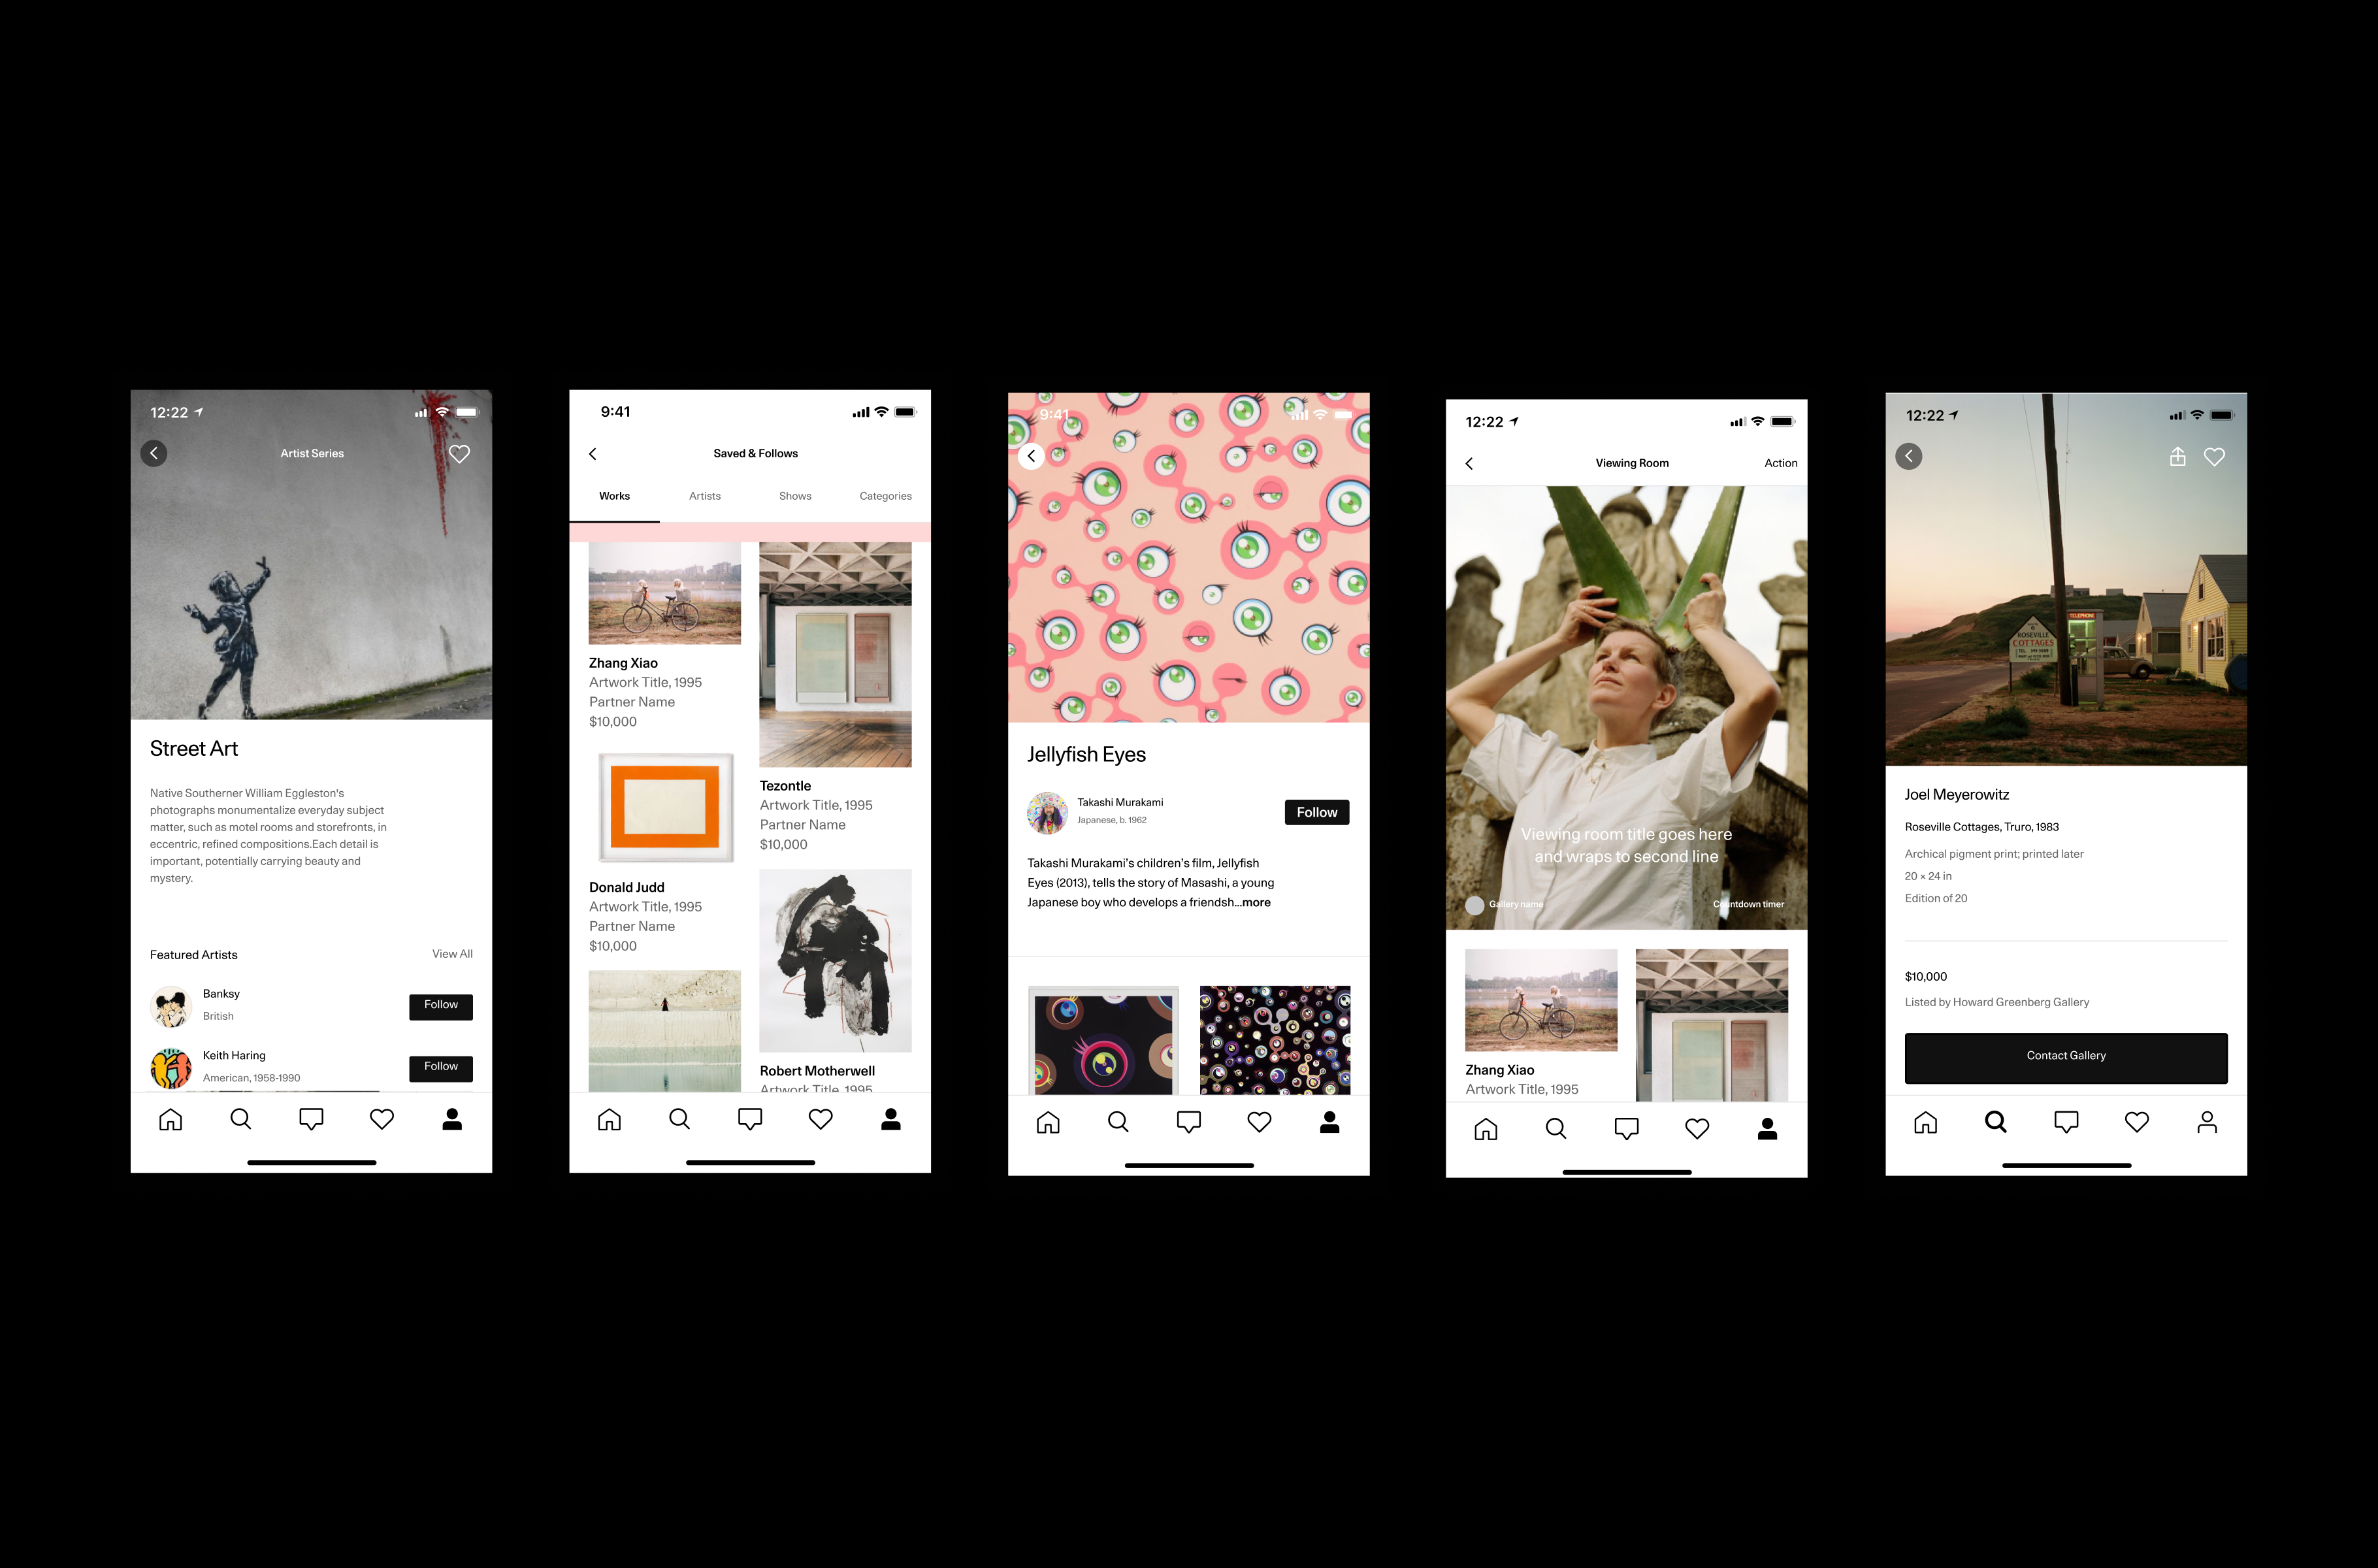 12:22
Artist Series
Street Art
Native Southerner William Eggleston's
photographs monumentalize everyday subject
matter, such as motel rooms and storefronts, in
eccentric, refined compositions.Each detail is
important, potentially carrying beauty and
mystery.
Featured Artists
View All
Banksy
British
Follow
Keith Haring
American, 1958-1990
Follow
9:41
Saved & Follows
Works
Artists
Shows
Categories
Zhang Xiao
Artwork Title, 1995
Partner Name
$10,000
Donald Judd
Artwork Title, 1995
Partner Name
$10,000
Tezontle
Artwork Title, 1995
Partner Name
$10,000
Robert Motherwell
Artwork Title, 1995
9:41
Jellyfish Eyes
Takashi Murakami
Japanese, b. 1962
Follow
Takashi Murakami's children's film, Jellyfish
Eyes (2013), tells the story of Masashi, a young
Japanese boy who develops a friendsh...more
12:22
Viewing Room
Action
Viewing room title goes here
and wraps to second line
Gallery name
Countdown timer
Zhang Xiao
Artwork Title, 1995
12:22
TELEPHONE
ROSEVILLE
COTTAGES
Joel Meyerowitz
Roseville Cottages, Truro, 1983
Archical pigment print; printed later
20 × 24 in
Edition of 20
$10,000
Listed by Howard Greenberg Gallery
Contact Gallery